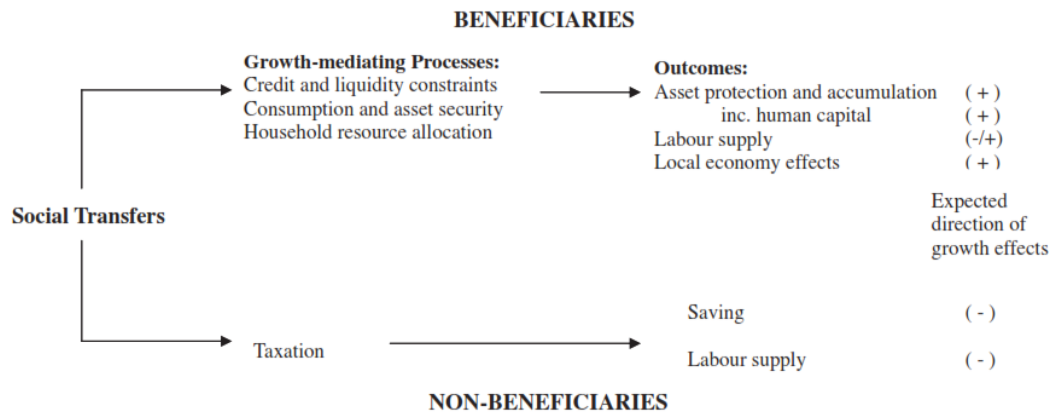 BENEFICIARIES
Growth-mediating Processes:
Credit and liquidity constraints
Consumption and asset security
Household resource allocation
Outcomes:
Asset protection and accumulation ( + )
inc. human capital ( + )
Labour supply (-/+)
Local economy effects ( + )
Social Transfers
Expected
direction of
growth effects
Saving ( - )
Taxation
Labour supply ( - )
NON-BENEFICIARIES